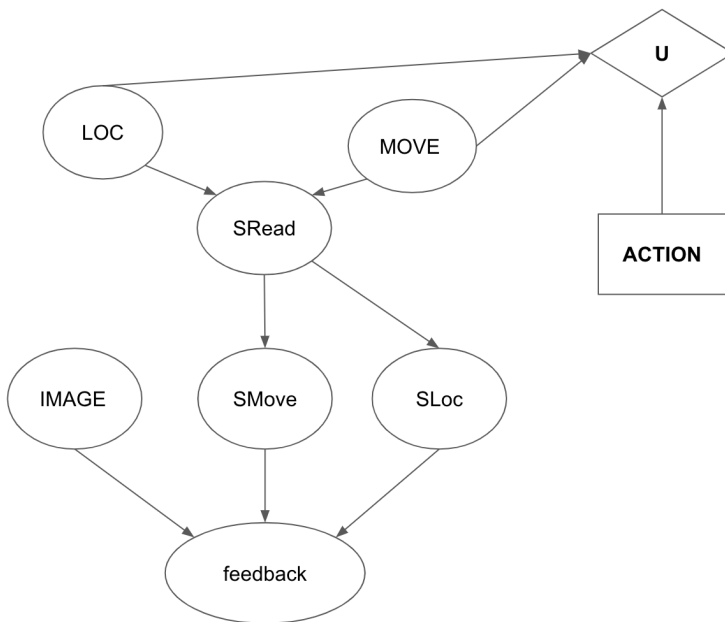 U
LOC
MOVE
SRead
ACTION
IMAGE
SMove
SLoc
feedback